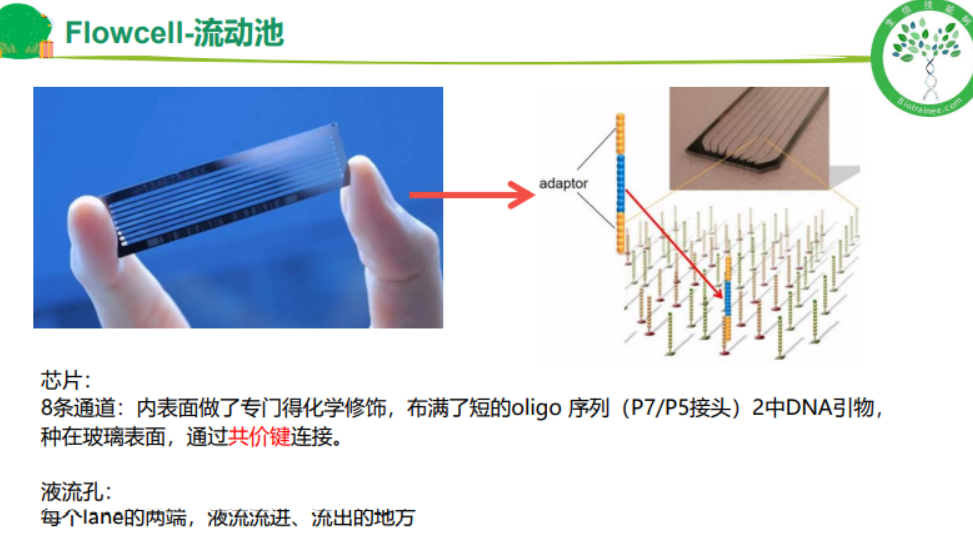 Flowcell-流动池
生信技能树
Biotrainee.com
adaptor
芯片：
8条通道：内表面做了专门得化学修饰，布满了短的oligo 序列（P7/P5接头）2中DNA引物，
种在玻璃表面，通过共价键连接。
液流孔：
每个lane的两端，液流流进、流出的地方